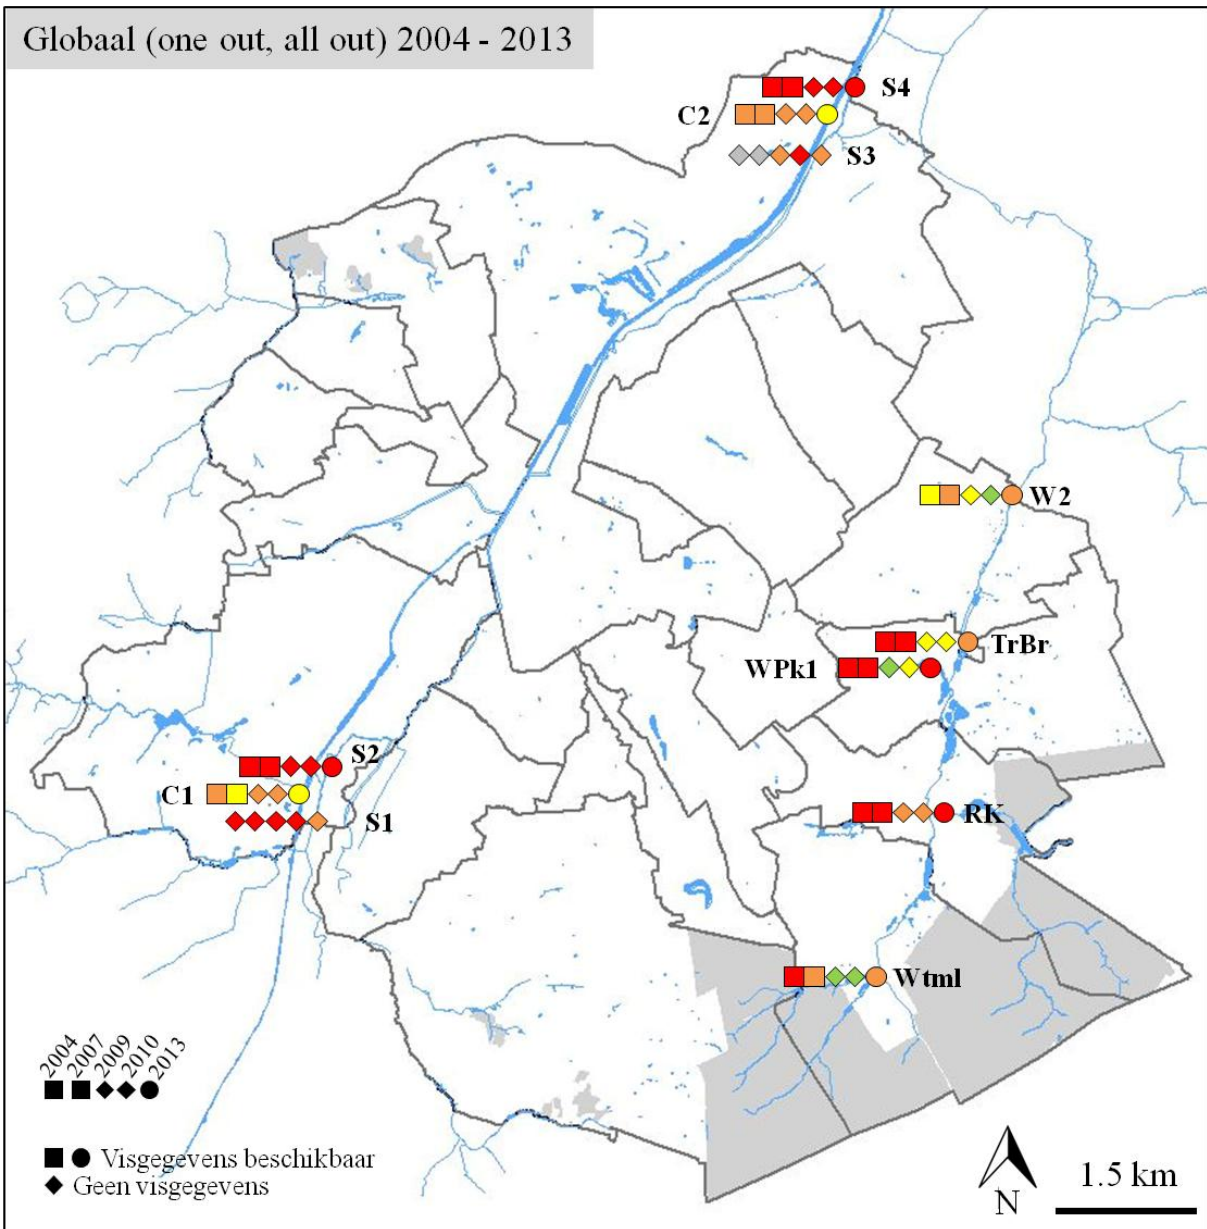 Globaal (one out, all out) 2004 - 2013
S4
C2
S3
W2
TrBr
WPk1
S2
C1
S1
RK
Wtml
2004
2007
2009
2010
2013
Visgegevens beschikbaar
Geen visgegevens
N
1.5 km